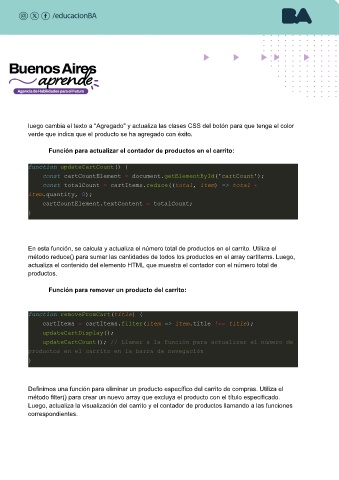 /educacionBA
BA
Buenos Aires
aprende
Agencia de Habilidades para el Futuro
luego cambia el texto a "Agregado" y actualiza las clases CSS del botón para que tenga el color
verde que indica que el producto se ha agregado con éxito.
Función para actualizar el contador de productos en el carrito:
function updateCartCount() {
const cartCountElement = document.getElementById('cartCount');
const totalCount = cartItems.reduce((total, item) => total +
item.quantity, 0);
cartCountElement.textContent = totalCount;
}
En esta función, se calcula y actualiza el número total de productos en el carrito. Utiliza el
método reduce() para sumar las cantidades de todos los productos en el array cartItems. Luego,
actualiza el contenido del elemento HTML que muestra el contador con el número total de
productos.
Función para remover un producto del carrito:
function removeFromCart(title) {
cartItems = cartItems.filter(item => item.title !== title);
updateCartDisplay();
updateCartCount(); // Llamar a la función para actualizar el número de
productos en el carrito en la barra de navegación
}
Definimos una función para eliminar un producto específico del carrito de compras. Utiliza el
método filter() para crear un nuevo array que excluya el producto con el título especificado.
Luego, actualiza la visualización del carrito y el contador de productos llamando a las funciones
correspondientes.